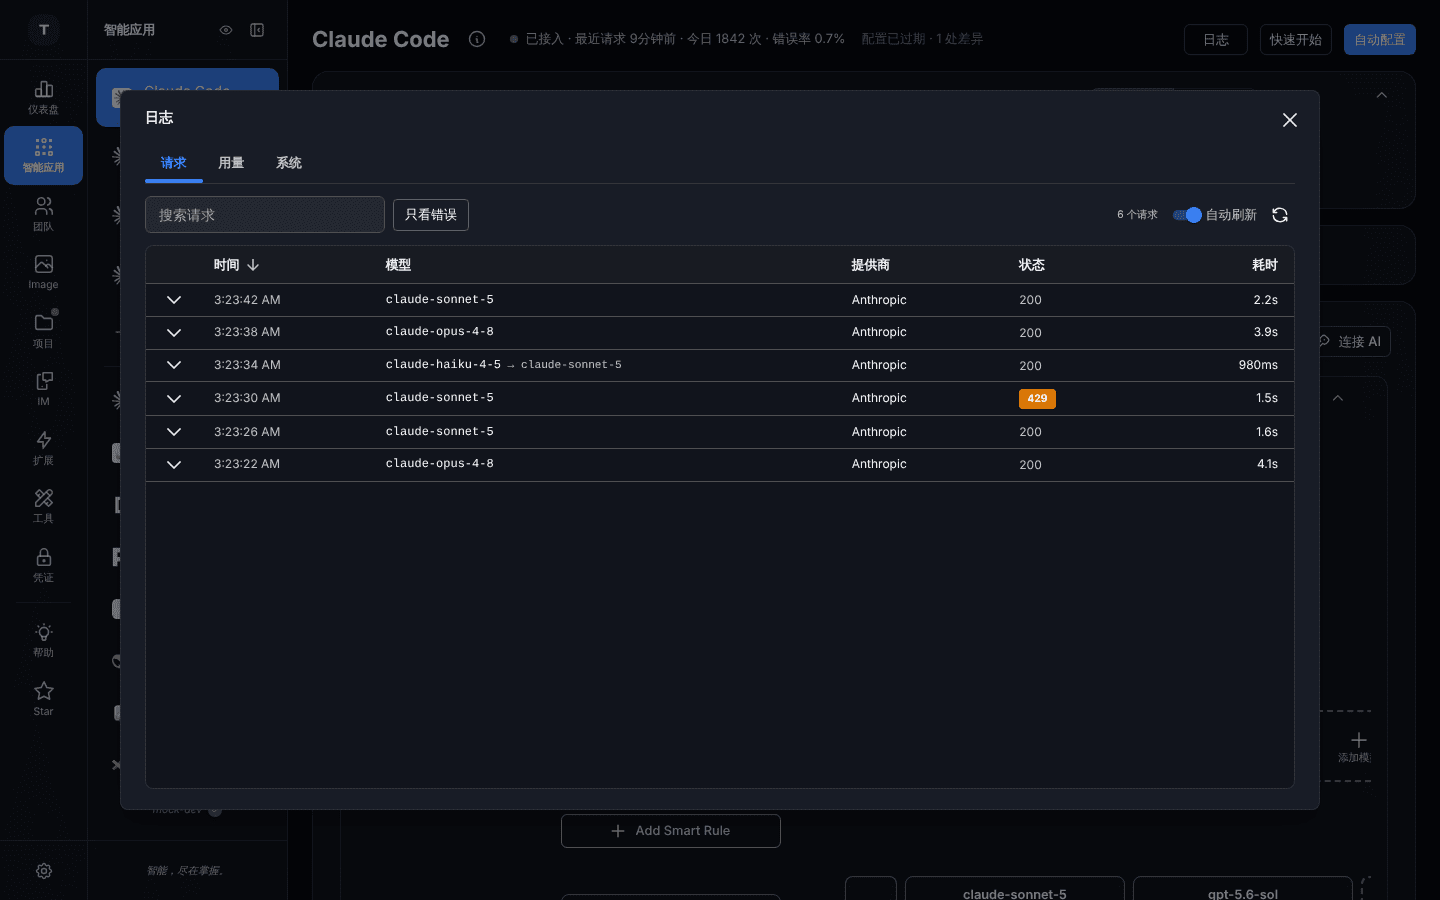 T
智能应用
Claude Code
已接入 · 最近请求 9分钟前 · 今日 1842 次 · 错误率 0.7%
配置已过期 · 1 处差异
日志
快速开始
自动配置
仪表盘
智能应用
团队
Image
项目
IM
扩展
工具
凭证
帮助
Star
Claude Code
日志
请求
用量
系统
搜索请求
只看错误
6 个请求
自动刷新
时间 模型 提供商 状态 耗时
3:23:42 AM claude-sonnet-5 Anthropic 200 2.2s
3:23:38 AM claude-opus-4-8 Anthropic 200 3.9s
3:23:34 AM claude-haiku-4-5 → claude-sonnet-5 Anthropic 200 980ms
3:23:30 AM claude-sonnet-5 Anthropic 429 1.5s
3:23:26 AM claude-sonnet-5 Anthropic 200 1.6s
3:23:22 AM claude-opus-4-8 Anthropic 200 4.1s
连接 AI
添加模
mock-dev
Add Smart Rule
智能，尽在掌握。
claude-sonnet-5
gpt-5.6-sol